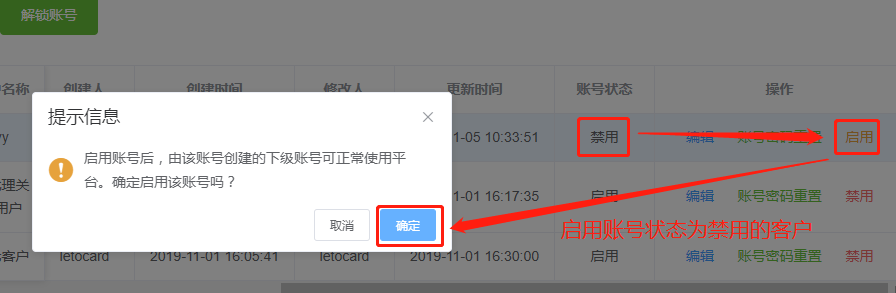 解锁账号
户名称 创建人 创建时间 修改人 更新时间 账号状态 操作
提示信息
yy 1-05 10:33:51 禁用 编辑 账号密码重置 启用
启用账号后，由该账号创建的下级账号可正常使用平
台。确定启用该账号吗？
理关
用户 1-01 16:17:35 启用 编辑 账号密码重置 禁用
取消 确定
启用账号状态为禁用的客户
客户 letocard 2019-11-01 16:05:41 letocard 2019-11-01 16:30:00 启用 编辑 账号密码重置 禁用